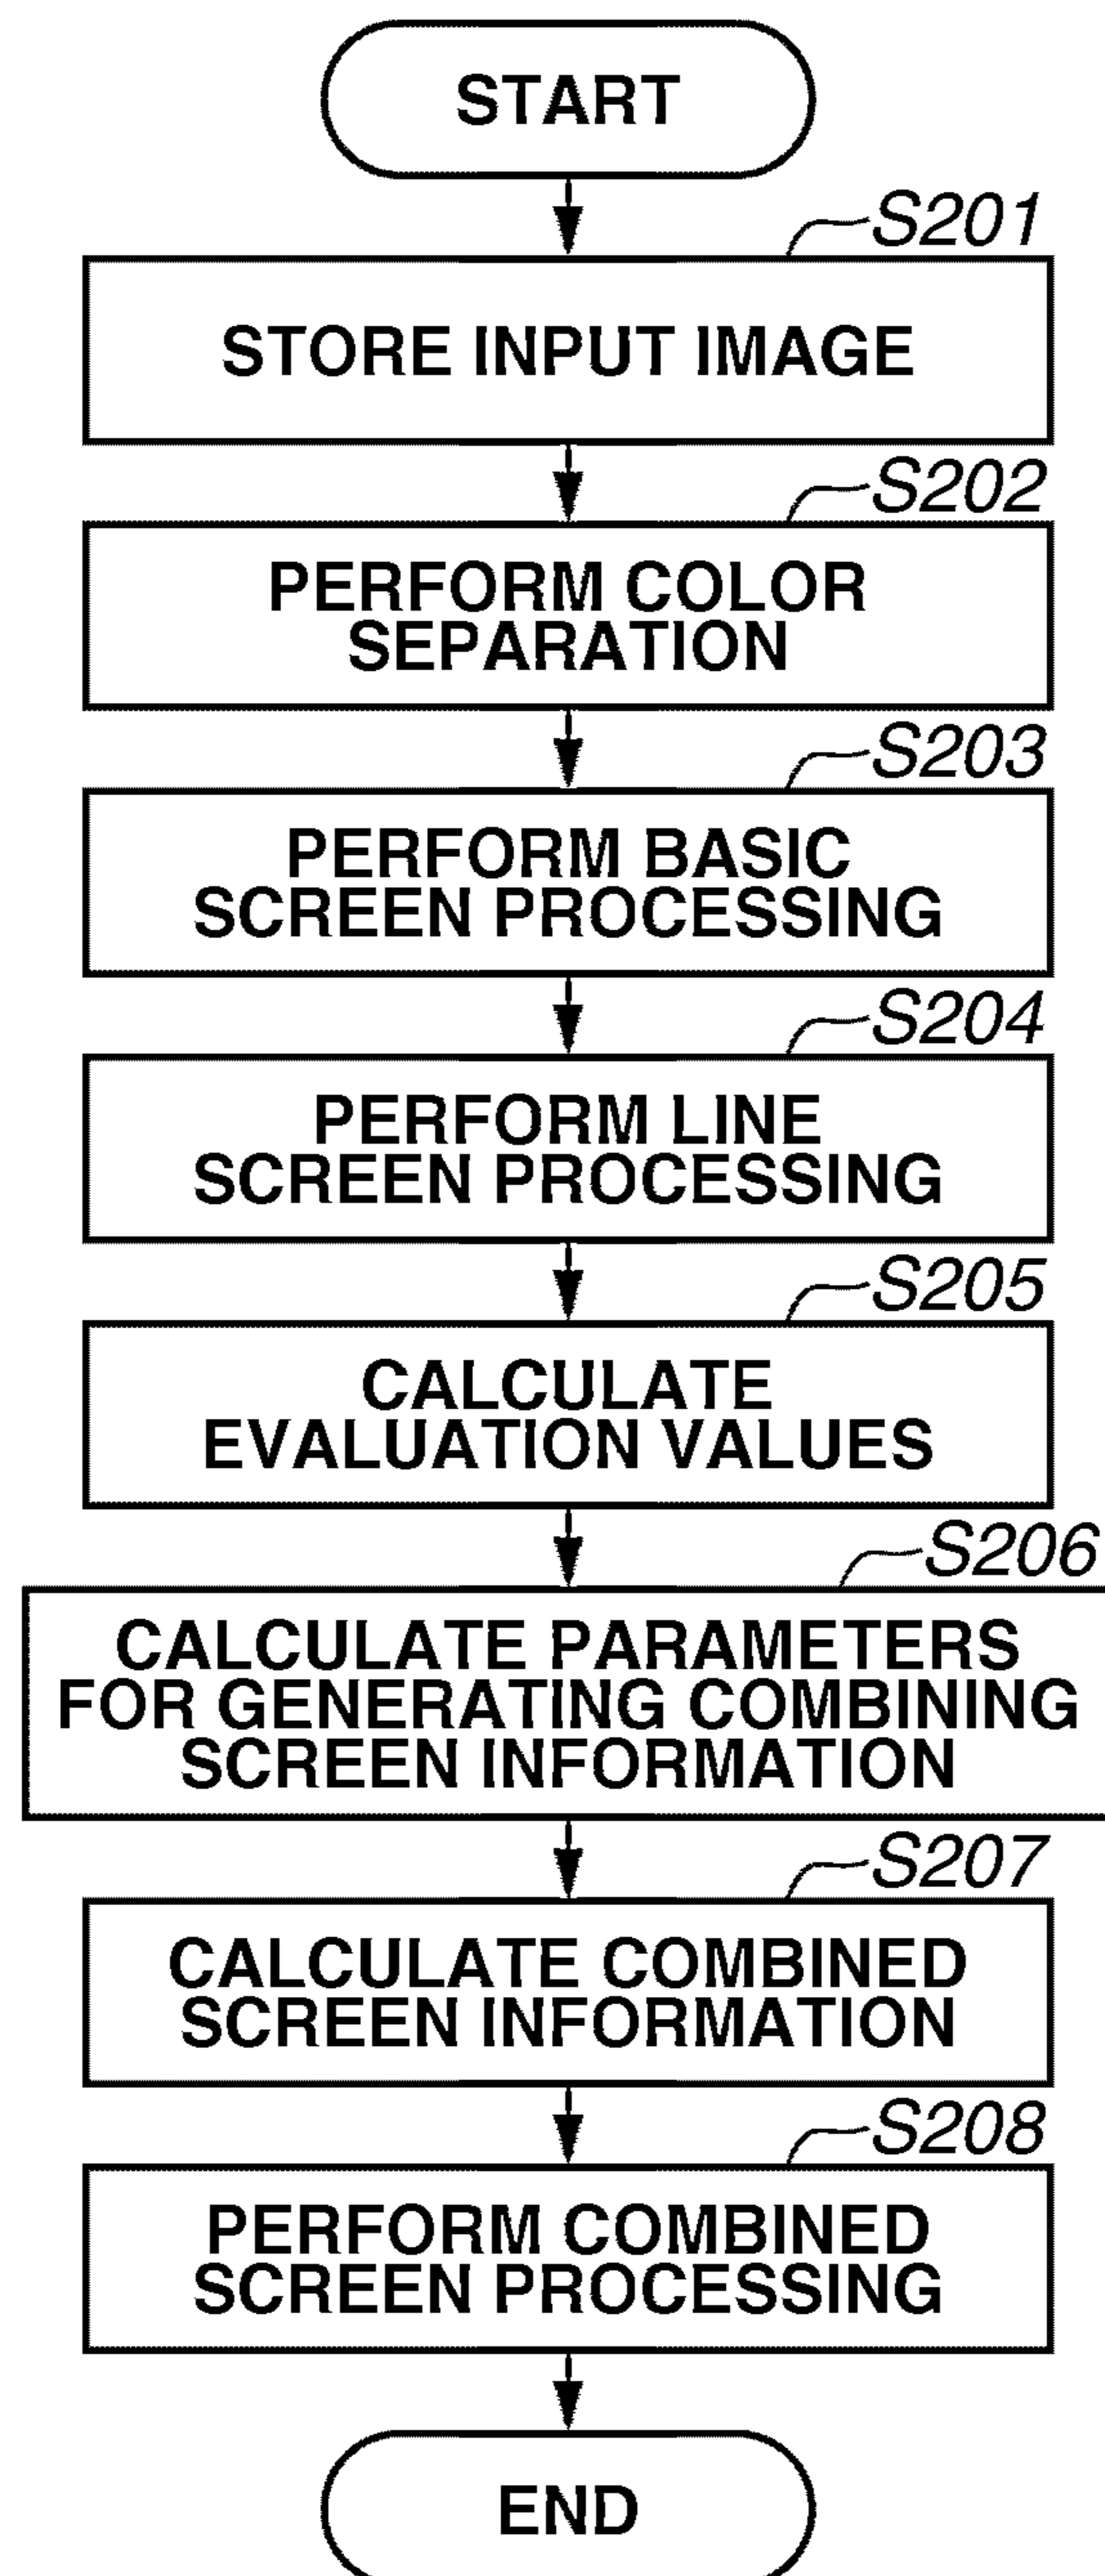 START
S201
STORE INPUT IMAGE
S202
PERFORM COLOR
SEPARATION
S203
PERFORM BASIC
SCREEN PROCESSING
S204
PERFORM LINE
SCREEN PROCESSING
S205
CALCULATE
EVALUATION VALUES
S206
CALCULATE PARAMETERS
FOR GENERATING COMBINING
SCREEN INFORMATION
S207
CALCULATE COMBINED
SCREEN INFORMATION
S208
PERFORM COMBINED
SCREEN PROCESSING
END